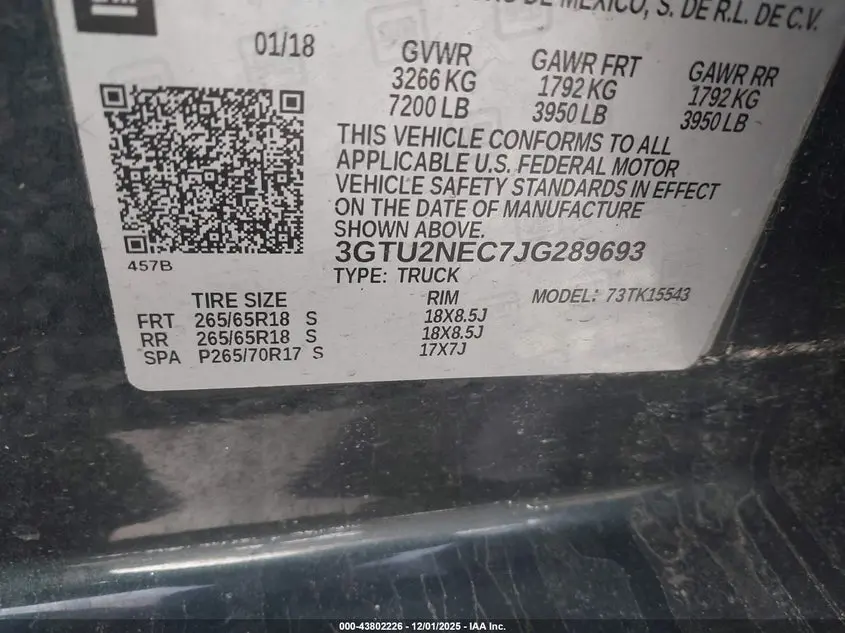 DE MEXICO, S. DE R.L. DE C.V.
01/18
GVWR
3266 KG
7200 LB
GAWR FRT
1792 KG
3950 LB
GAWR RR
1792 KG
3950 LB
THIS VEHICLE CONFORMS TO ALL
APPLICABLE U.S. FEDERAL MOTOR
VEHICLE SAFETY STANDARDS IN EFFECT
ON THE DATE OF MANUFACTURE
SHOWN ABOVE.
3GTU2NEC7JG289693
TYPE: TRUCK
457B
MODEL: 73TK15543
TIRE SIZE RIM
FRT 265/65R18 S 18X8.5J
RR 265/65R18 S 18X8.5J
SPA P265/70R17 S 17X7J
000-43802226 - 12/01/2025 - IAA Inc.